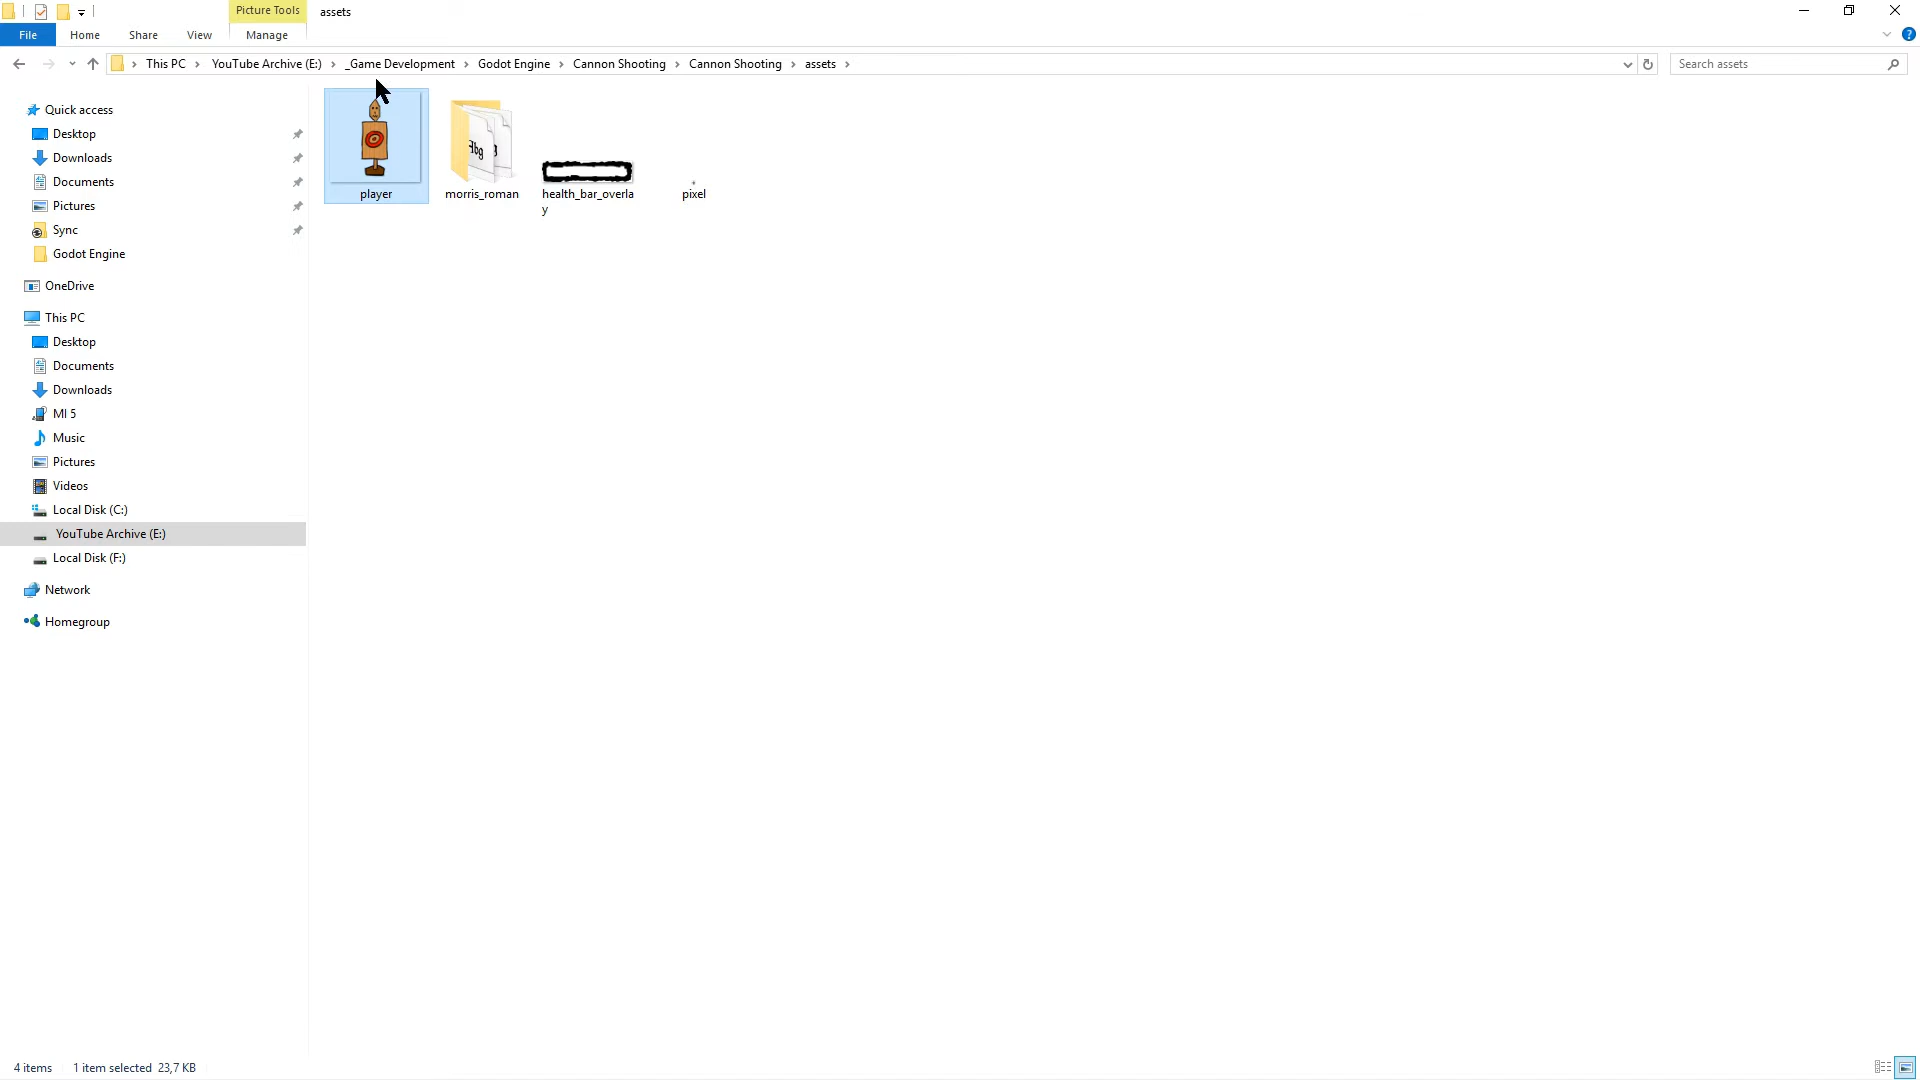 Picture Tools
assets
File
Home
Share
View
Manage
This PC
YouTube Archive (E:)
_Game Development
Godot Engine
Cannon Shooting
Cannon Shooting
assets
Search assets
Quick access
Desktop
Downloads
Documents
Pictures
Sync
Godot Engine
OneDrive
This PC
Desktop
Documents
Downloads
MI 5
Music
Pictures
Videos
Local Disk (C:)
YouTube Archive (E:)
Local Disk (F:)
Network
Homegroup
player
Abg
morris_roman
health_bar_overla
y
pixel
4 items
1 item selected 23,7 KB